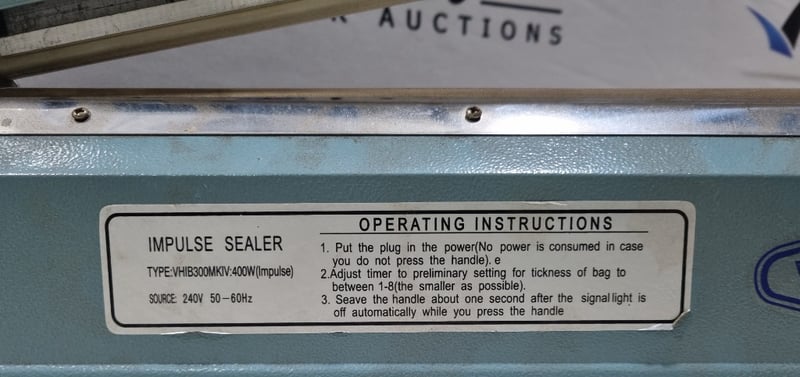 AUCTIONS
IMPULSE SEALER
TYPE:VHIB300MKIV:400W(Impulse)
SOURCE: 240V 50-60Hz
OPERATING INSTRUCTIONS
1. Put the plug in the power(No power is consumed in case
you do not press the handle). e
2.Adjust timer to preliminary setting for tickness of bag to
between 1-8(the smaller as possible).
3. Seave the handle about one second after the signal light is
off automatically while you press the handle